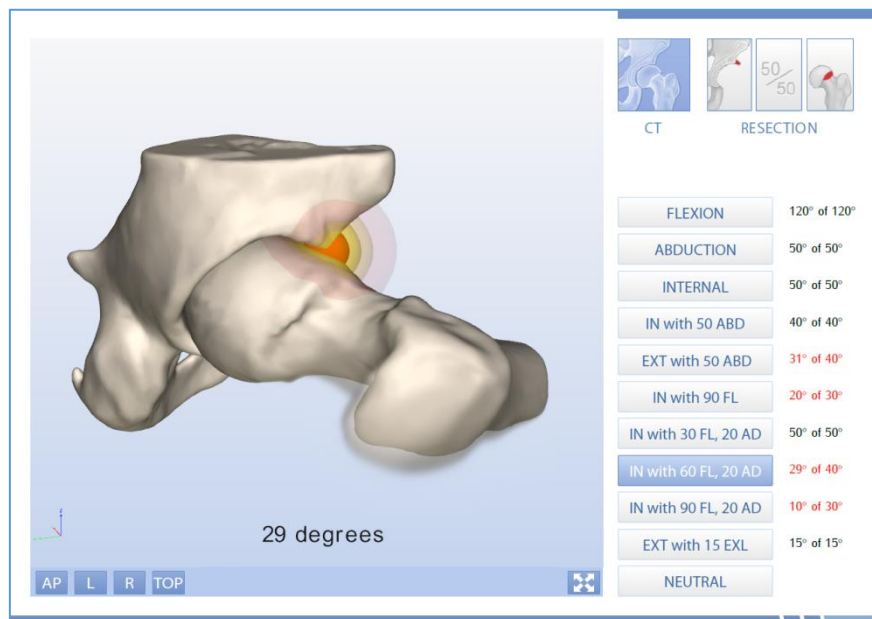 50/50
CT
RESECTION
FLEXION 120° of 120°
ABDUCTION 50° of 50°
INTERNAL 50° of 50°
IN with 50 ABD 40° of 40°
EXT with 50 ABD 31° of 40°
IN with 90 FL 20° of 30°
IN with 30 FL, 20 AD 50° of 50°
IN with 60 FL, 20 AD 29° of 40°
IN with 90 FL, 20 AD 10° of 30°
EXT with 15 EXL 15° of 15°
NEUTRAL
29 degrees
AP L R TOP